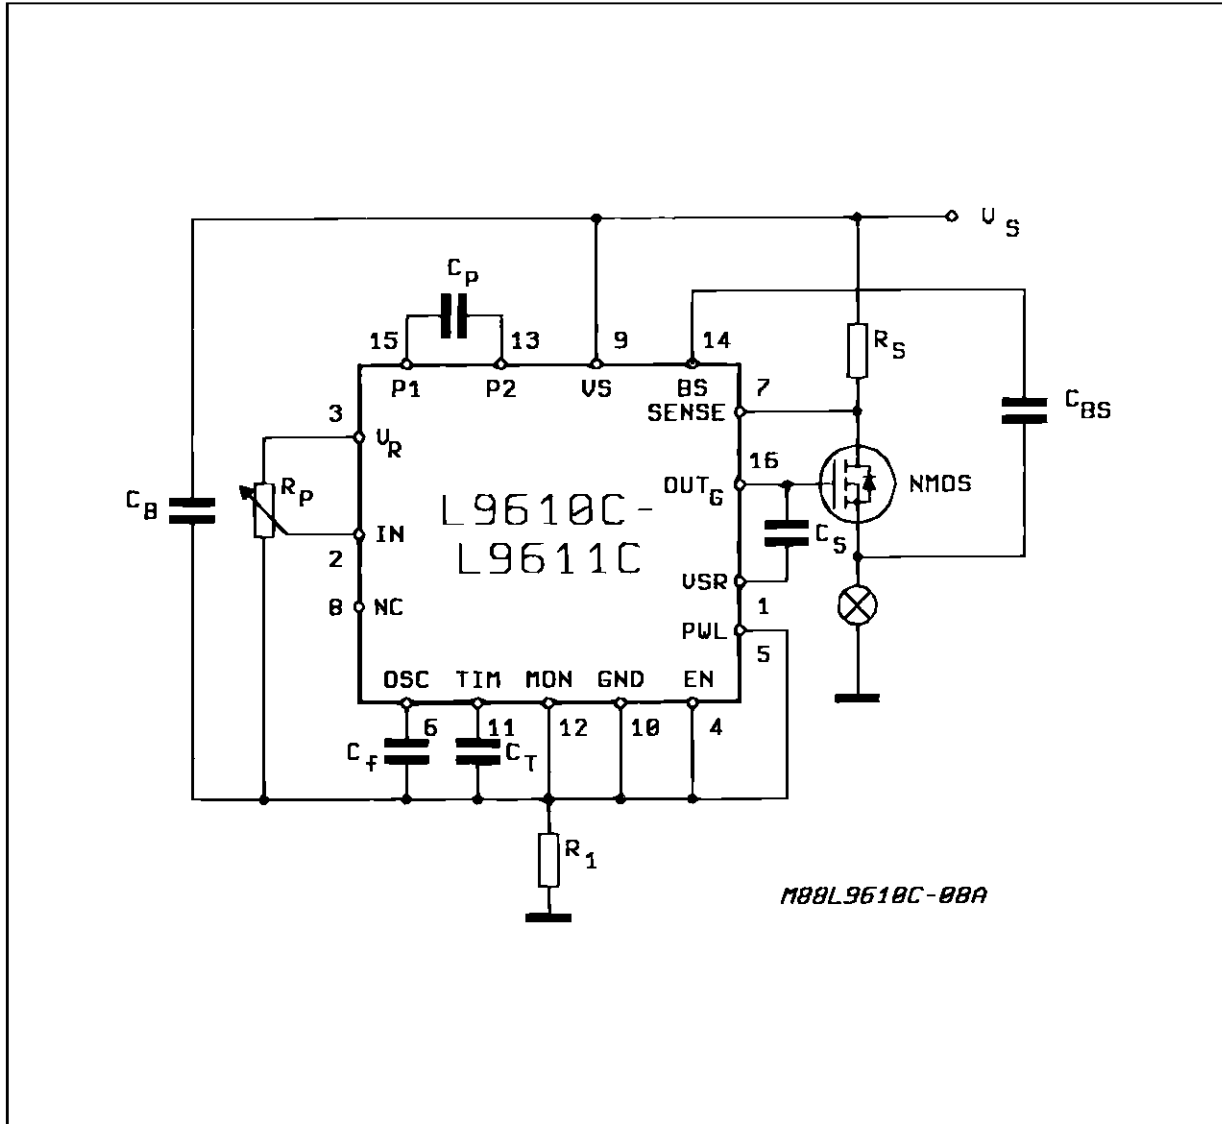 V S
C P
15 13 9 14
R S
P1 P2 VS BS
7
SENSE
C BS
3
V R
16
C B
R P
OUT G
NMOS
L9610C-
L9611C
IN
C S
2
VSR
8 NC
1
PWL
5
OSC TIM MON GND EN
6 11 12 10 4
C f
C T
R 1
M88L9610C-08A